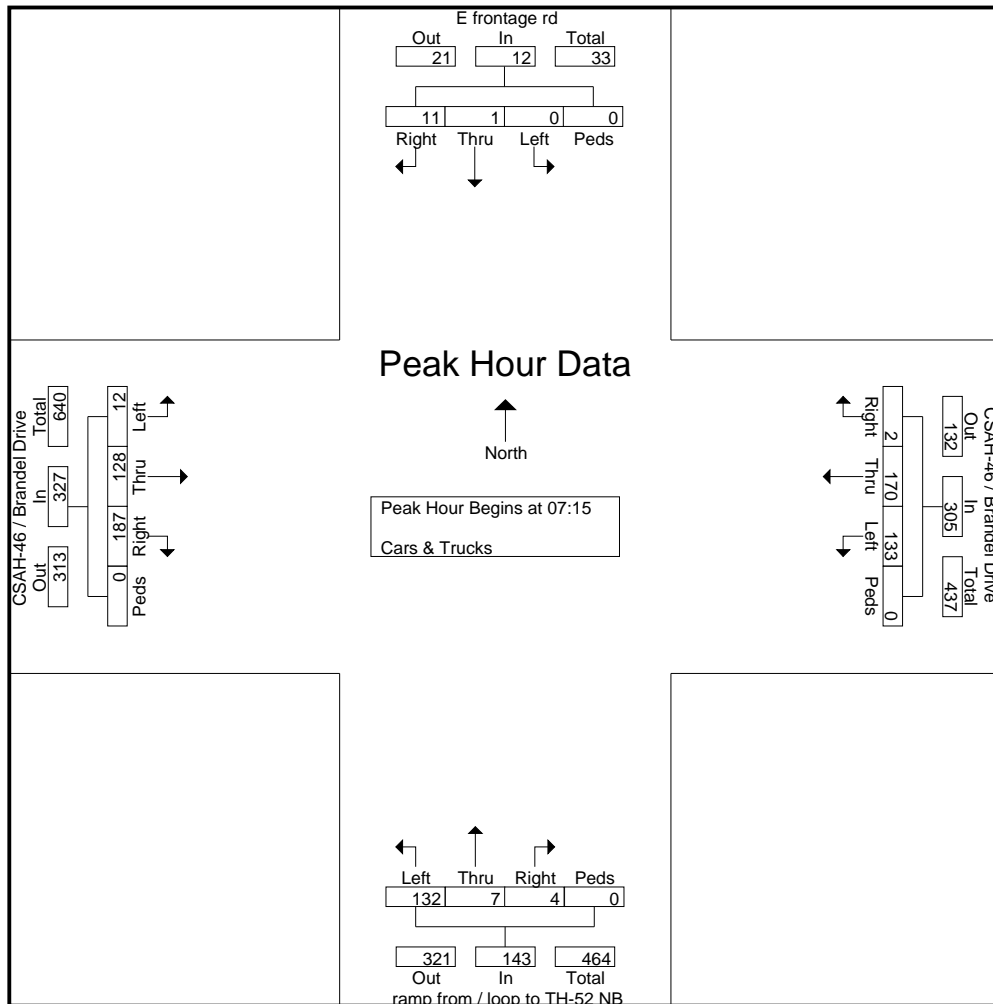 E frontage rd
Out In Total
21 12 33
11 1 0 0
Right Thru Left Peds
Peak Hour Data
North
Peak Hour Begins at 07:15
Cars & Trucks
CSAH-46 / Brandel Drive
Total In Out
640 327 313
12 128 187 0
Left Thru Right Peds
Right Thru Left Peds
2 170 133 0
132 305 437
Out In Total
CSAH-46 / Brandel Drive
Left Thru Right Peds
132 7 4 0
321 143 464
Out In Total
ramp from / loop to TH-52 NB